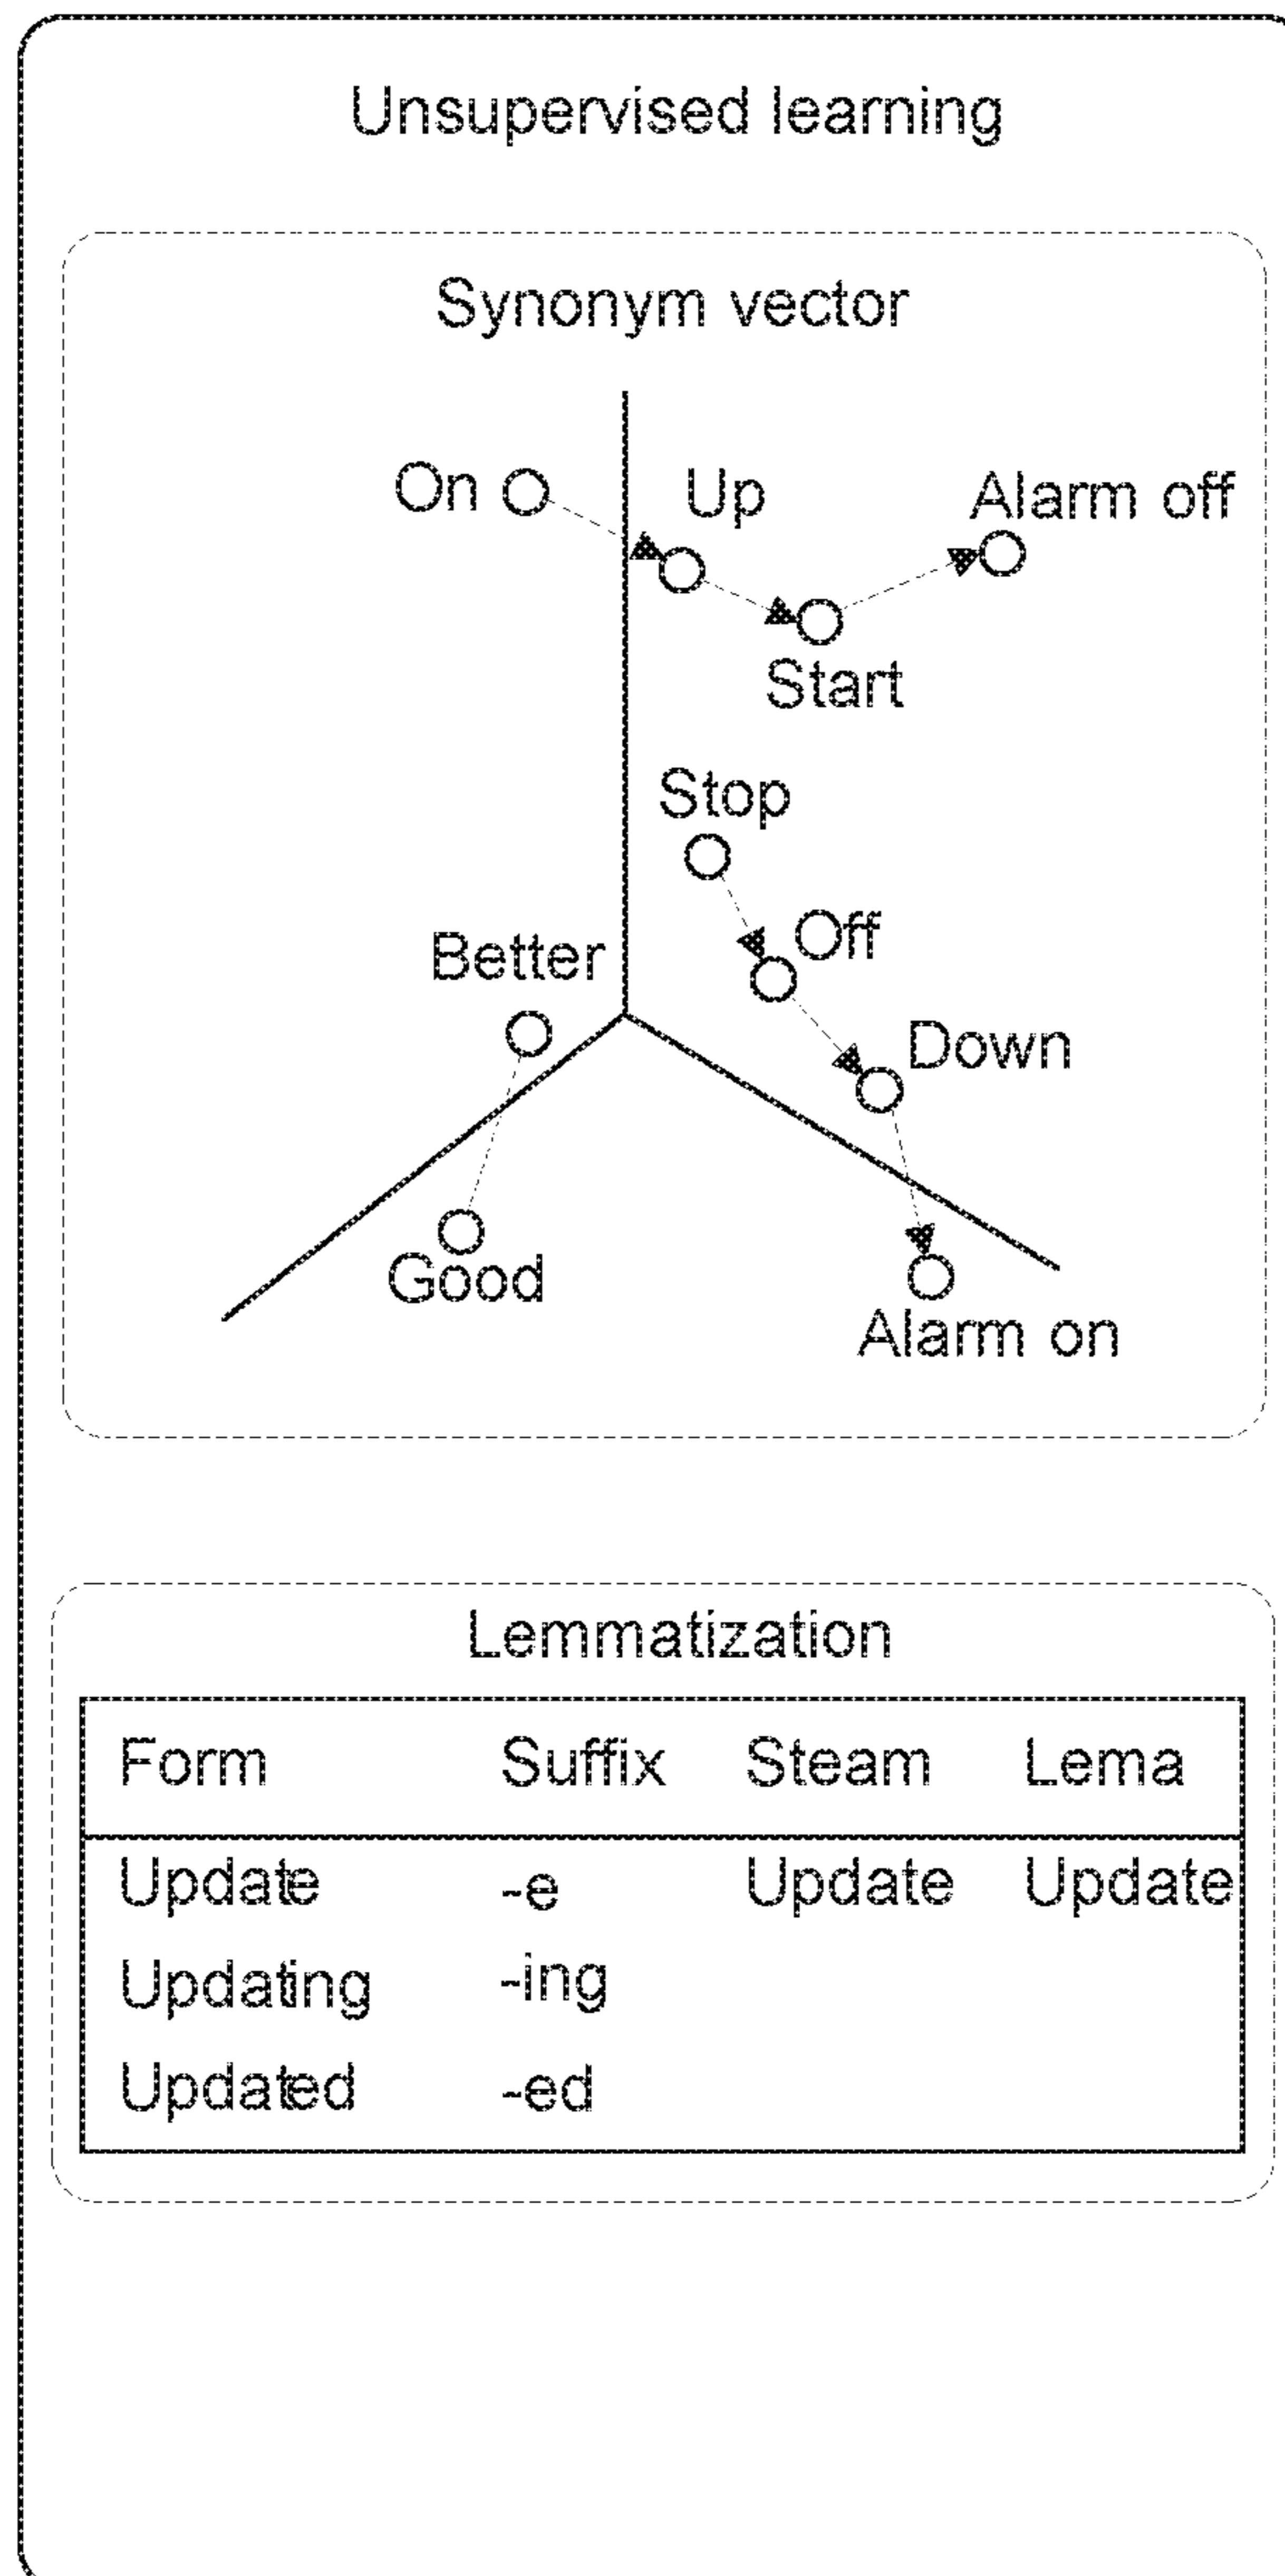 Unsupervised learning
Synonym vector
On
Up
Alarm off
Start
Stop
Off
Better
Down
Good
Alarm on
Lemmatization
Form Suffix Steam Lema
Update -e Update Update
Updating -ing
Updated -ed